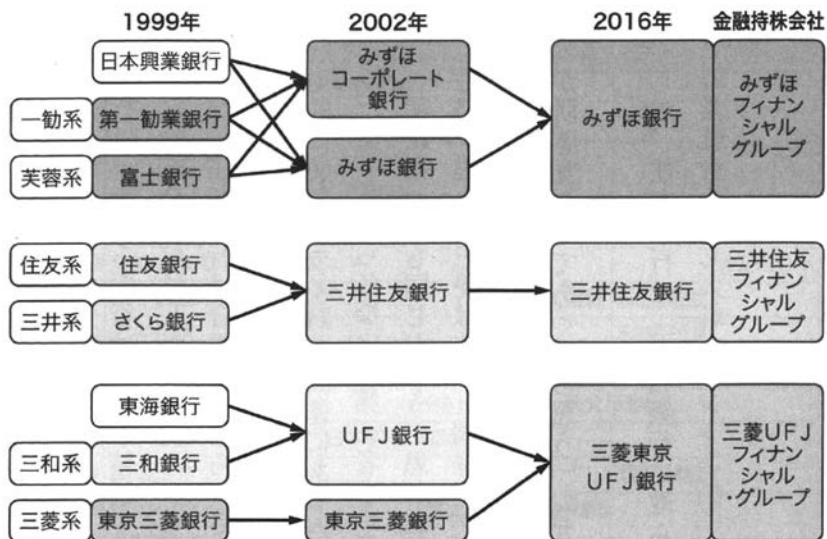 1999年
2002年
2016年
金融持株会社
日本興業銀行
一勧系
第一勧業銀行
芙蓉系
富士銀行
みずほ
コーポレート
銀行
みずほ銀行
みずほ銀行
みずほ
フィナン
シャル
グループ
住友系
住友銀行
三井系
さくら銀行
三井住友銀行
三井住友銀行
三井住友
フィナン
シャル
グループ
東海銀行
三和系
三和銀行
三菱系
東京三菱銀行
UFJ銀行
東京三菱銀行
三菱東京
UFJ銀行
三菱UFJ
フィナン
シャル
・グループ